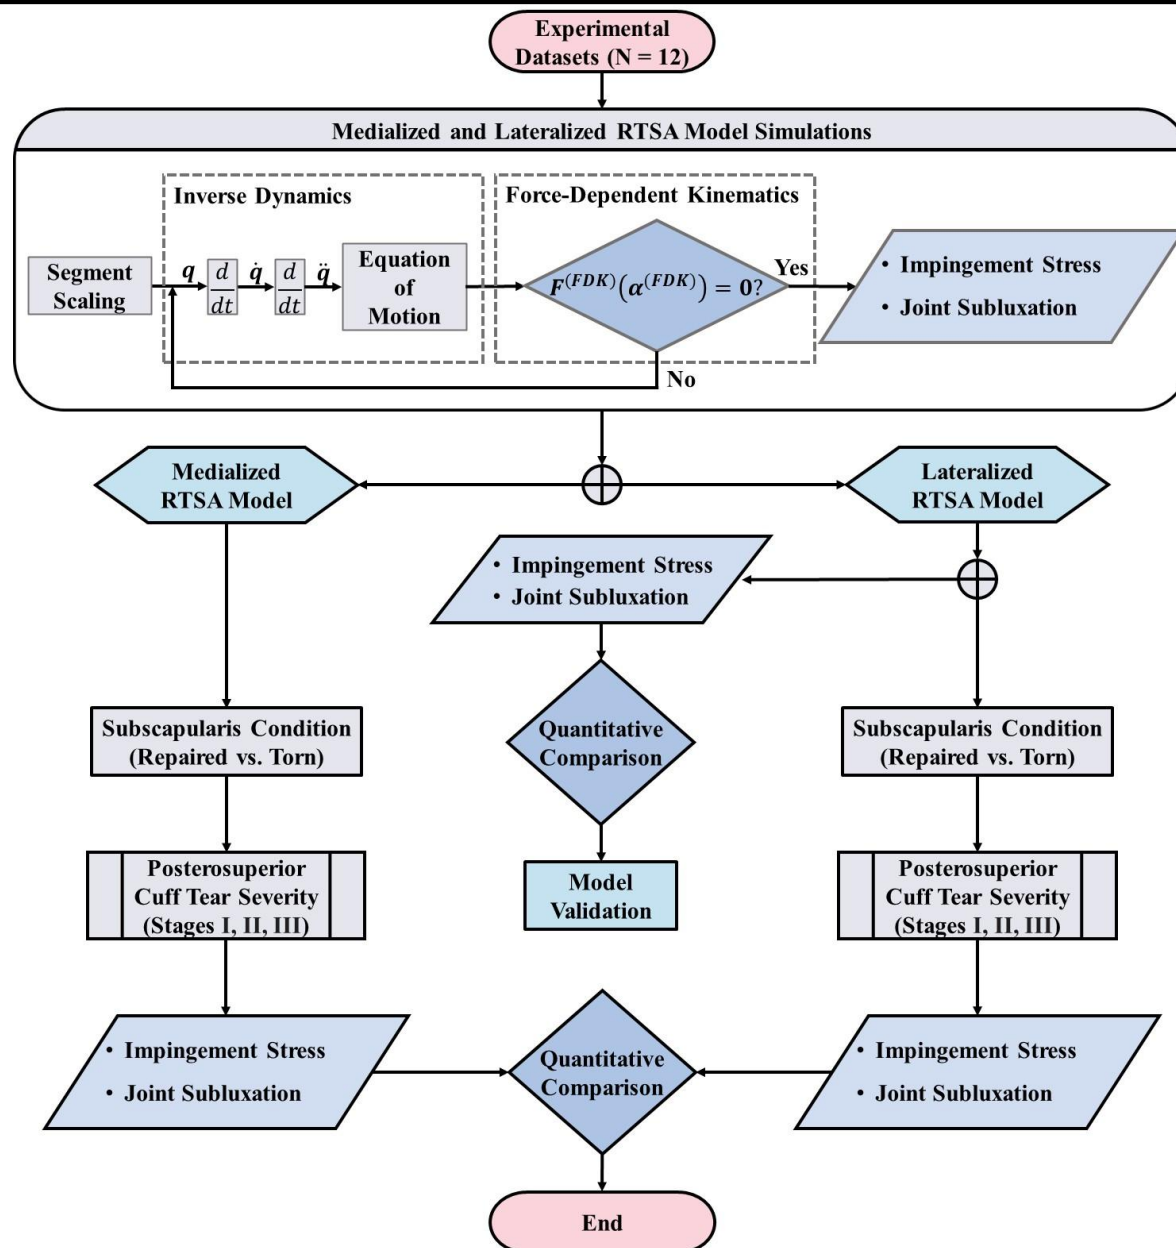 Experimental
Datasets (N = 12)
Medialized and Lateralized RTSA Model Simulations
Inverse Dynamics
Force-Dependent Kinematics
Segment
Scaling
q
d
dt
q̇
d
dt
q̈
Equation
of
Motion
F^(FDK)(α^(FDK)) = 0?
Yes
No
• Impingement Stress
• Joint Subluxation
Medialized
RTSA Model
Lateralized
RTSA Model
• Impingement Stress
• Joint Subluxation
Subscapularis Condition
(Repaired vs. Torn)
Quantitative
Comparison
Subscapularis Condition
(Repaired vs. Torn)
Posterosuperior
Cuff Tear Severity
(Stages I, II, III)
Model
Validation
Posterosuperior
Cuff Tear Severity
(Stages I, II, III)
• Impingement Stress
• Joint Subluxation
Quantitative
Comparison
• Impingement Stress
• Joint Subluxation
End